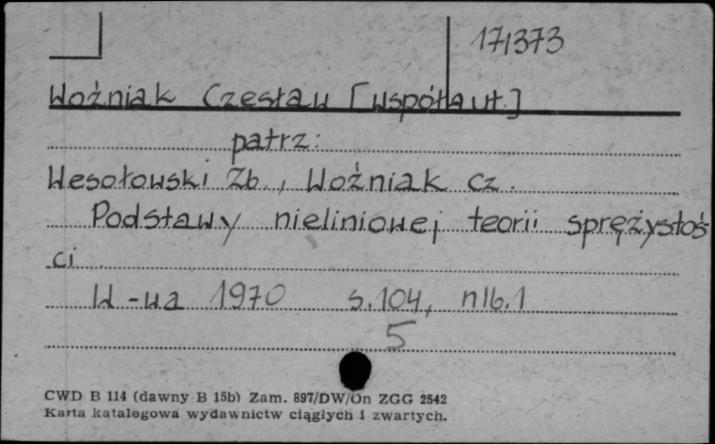 171373
Woźniak Czesław [współaut.]
patrz:
Wesołowski Zb., Woźniak Cz.
Podstawy nieliniowej teorii sprężystoś
ci
W-wa 1970 s. 104, nlb. 1
5
CWD B 114 (dawny B 15b) Zam. 897/DW/On ZGG 2542
Karta katalogowa wydawnictw ciągłych i zwartych.